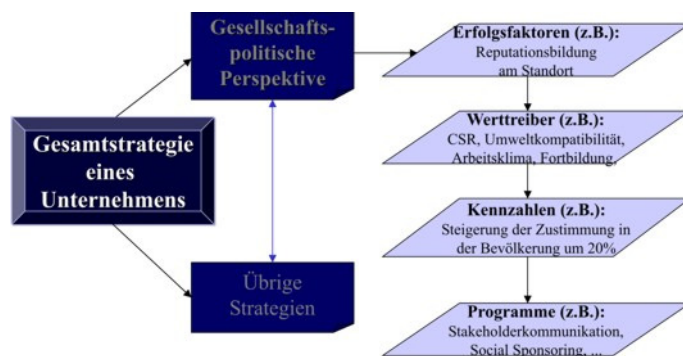 Gesamtstrategie
eines
Unternehmens
Gesellschafts-
politische
Perspektive
Übrige
Strategien
Erfolgsfaktoren (z.B.):
Reputationsbildung
am Standort
Werttreiber (z.B.):
CSR, Umweltkompatibilität,
Arbeitsklima, Fortbildung,
Kennzahlen (z.B.):
Steigerung der Zustimmung in
der Bevölkerung um 20%
Programme (z.B.):
Stakeholderkommunikation,
Social Sponsoring, ...